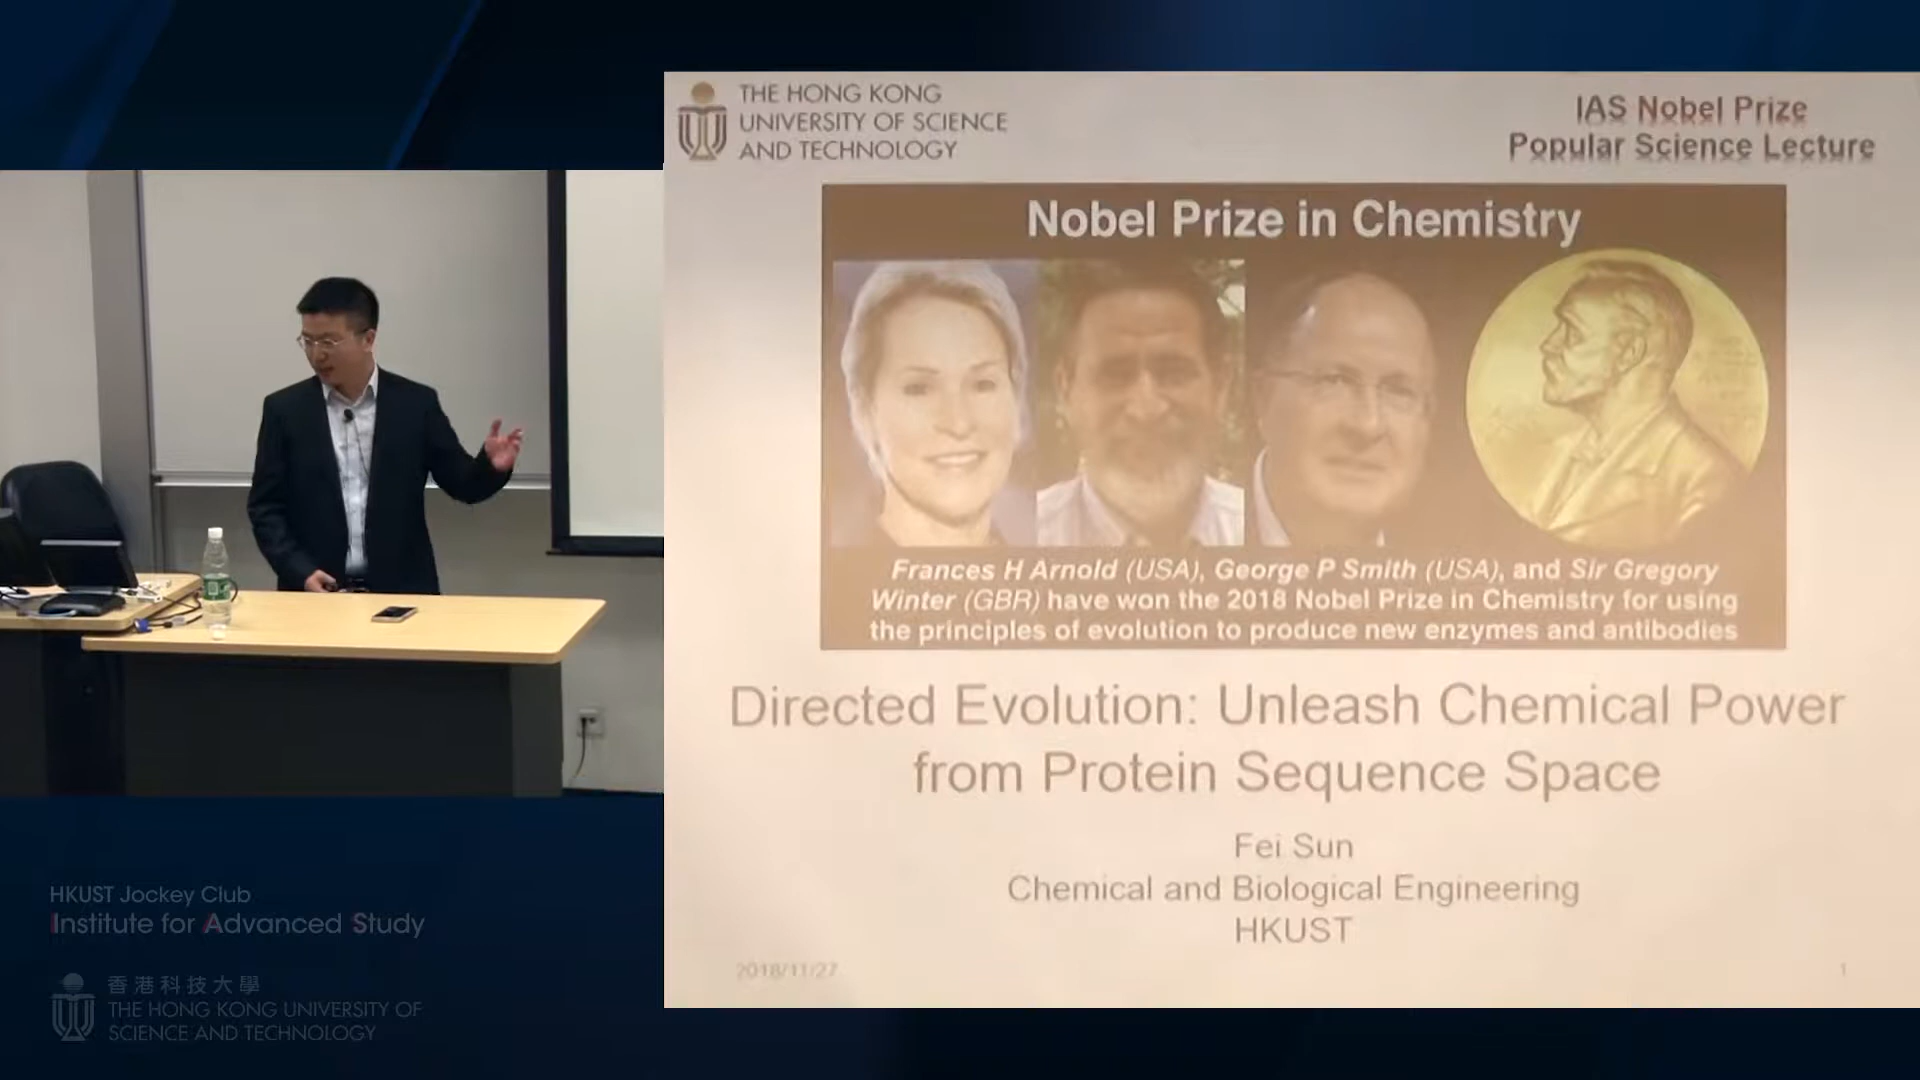 THE HONG KONG
UNIVERSITY OF SCIENCE
AND TECHNOLOGY
IAS Nobel Prize
Popular Science Lecture
Nobel Prize in Chemistry
Frances H Arnold (USA), George P Smith (USA), and Sir Gregory
Winter (GBR) have won the 2018 Nobel Prize in Chemistry for using
the principles of evolution to produce new enzymes and antibodies
Directed Evolution: Unleash Chemical Power
from Protein Sequence Space
Fei Sun
Chemical and Biological Engineering
HKUST
2018/11/27
1
HKUST Jockey Club
Institute for Advanced Study
香港科技大學
THE HONG KONG UNIVERSITY OF
SCIENCE AND TECHNOLOGY